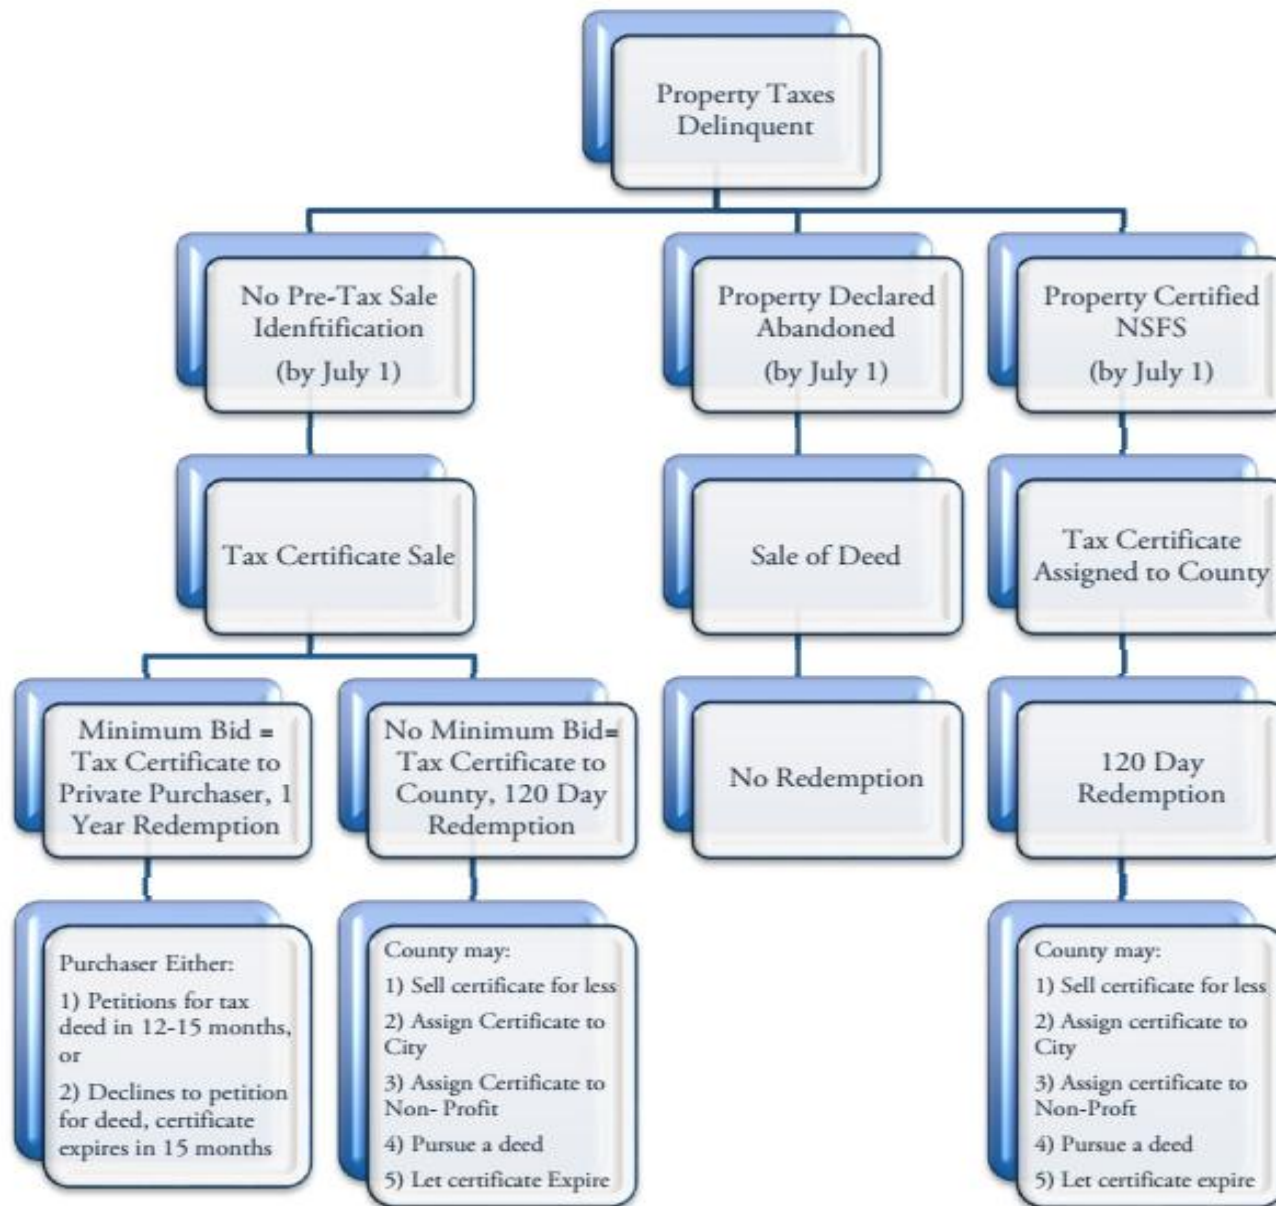 Property Taxes
Delinquent
No Pre-Tax Sale
Idenftification
(by July 1)
Property Declared
Abandoned
(by July 1)
Property Certified
NSFS
(by July 1)
Tax Certificate Sale
Sale of Deed
Tax Certificate
Assigned to County
Minimum Bid =
Tax Certificate to
Private Purchaser, 1
Year Redemption
No Minimum Bid=
Tax Certificate to
County, 120 Day
Redemption
No Redemption
120 Day
Redemption
Purchaser Either:
1) Petitions for tax
deed in 12-15 months,
or
2) Declines to petition
for deed, certificate
expires in 15 months
County may:
1) Sell certificate for less
2) Assign Certificate to
City
3) Assign Certificate to
Non- Profit
4) Pursue a deed
5) Let certificate Expire
County may:
1) Sell certificate for less
2) Assign certificate to
City
3) Assign certificate to
Non-Proft
4) Pursue a deed
5) Let certificate expire